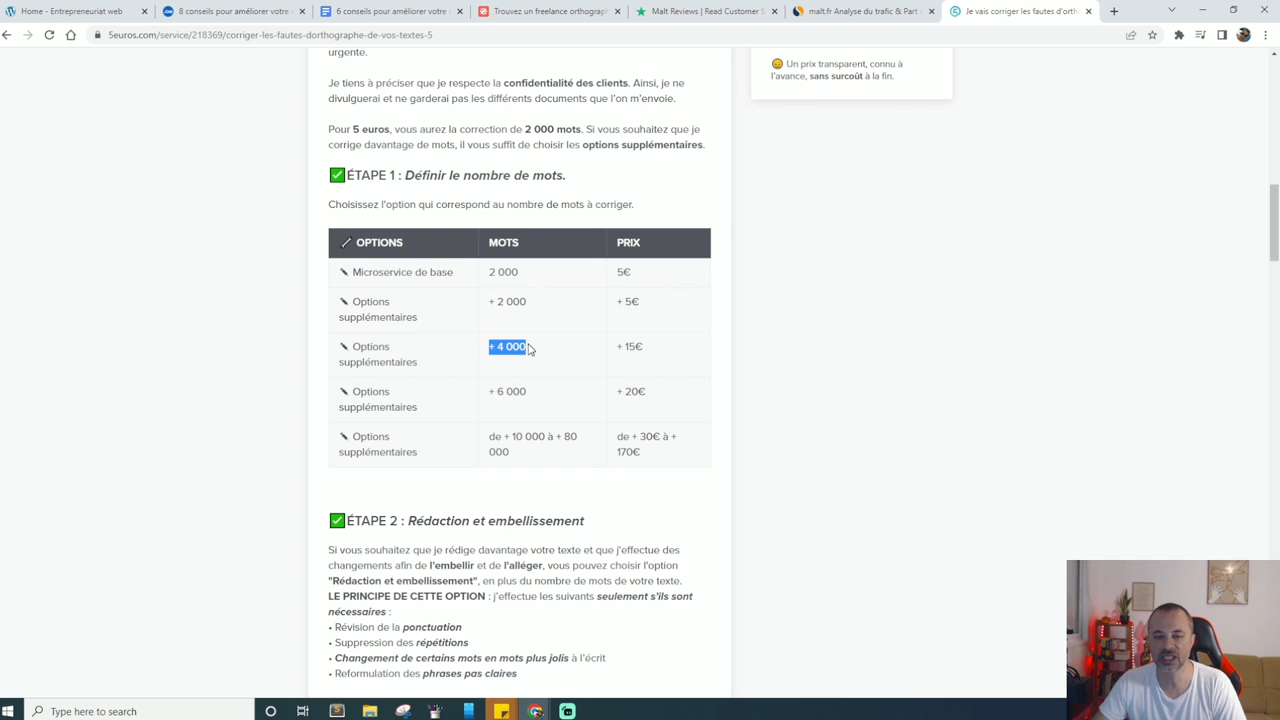 Home - Entrepreneuriat web
8 conseils pour améliorer votre
6 conseils pour améliorer votre
Trouvez un freelance orthograp
Malt Reviews | Read Customer S
malt.fr Analyse du trafic & Part
Je vais corriger les fautes d'orth
5euros.com/service/218369/corriger-les-fautes-dorthographe-de-vos-textes-5
urgente.
Je tiens à préciser que je respecte la confidentialité des clients. Ainsi, je ne
divulguerai et ne garderai pas les différents documents que l'on m'envoie.
Pour 5 euros, vous aurez la correction de 2 000 mots. Si vous souhaitez que je
corrige davantage de mots, il vous suffit de choisir les options supplémentaires.
✅ ÉTAPE 1 : Définir le nombre de mots.
Choisissez l'option qui correspond au nombre de mots à corriger.
OPTIONS MOTS PRIX
Microservice de base 2 000 5€
Options + 2 000 + 5€
supplémentaires
Options + 4 000 + 15€
supplémentaires
Options + 6 000 + 20€
supplémentaires
Options de + 10 000 à + 80 de + 30€ à +
supplémentaires 000 170€
✅ ÉTAPE 2 : Rédaction et embellissement
Si vous souhaitez que je rédige davantage votre texte et que j'effectue des
changements afin de l'embellir et de l'alléger, vous pouvez choisir l'option
"Rédaction et embellissement", en plus du nombre de mots de votre texte.
LE PRINCIPE DE CETTE OPTION : j'effectue les suivants seulement s'ils sont
nécessaires :
• Révision de la ponctuation
• Suppression des répétitions
• Changement de certains mots en mots plus jolis à l'écrit
• Reformulation des phrases pas claires
Un prix transparent, connu à
l'avance, sans surcoût à la fin.
Type here to search